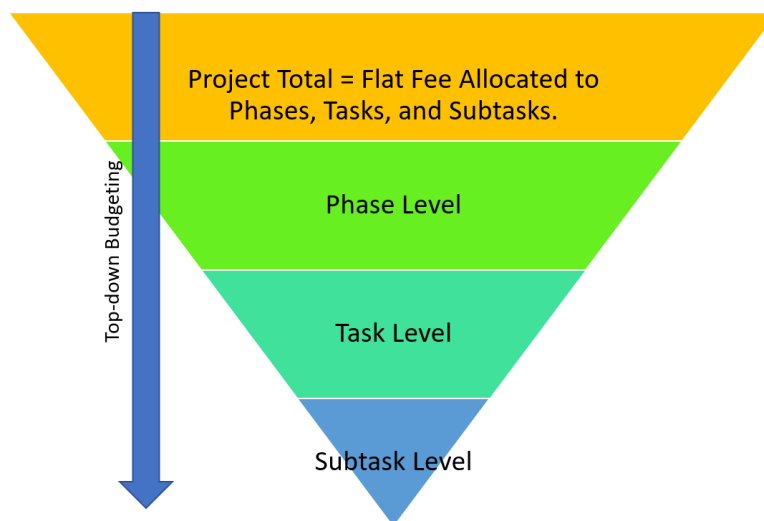 Project Total = Flat Fee Allocated to
Phases, Tasks, and Subtasks.
Top-down Budgeting
Phase Level
Task Level
Subtask Level